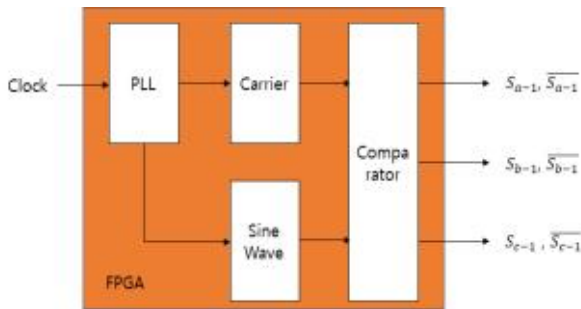 Clock
PLL
Carrier
Compa
rator
Sine
Wave
FPGA
S_{a-1}, \overline{S_{a-1}}
S_{b-1}, \overline{S_{b-1}}
S_{c-1} , \overline{S_{c-1}}